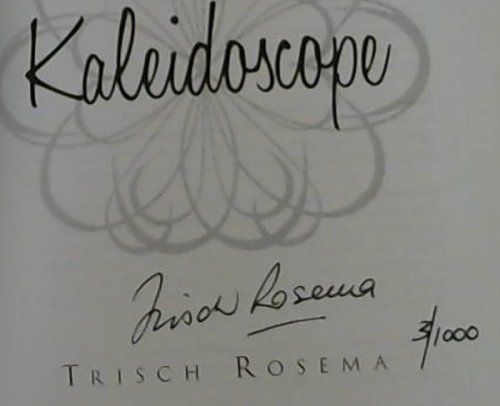 Kaleidoscope
Trisch Rosema
TRISCH ROSEMA
3/1000